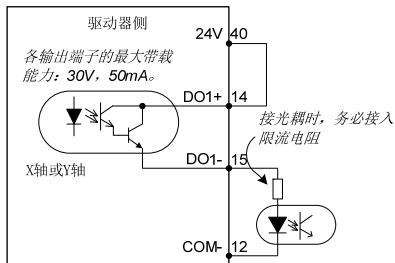 驱动器侧
24V 40
各输出端子的最大带载
能力：30V，50mA。
DO1+ 14
接光耦时，务必接入
限流电阻
DO1- 15
X轴或Y轴
COM- 12